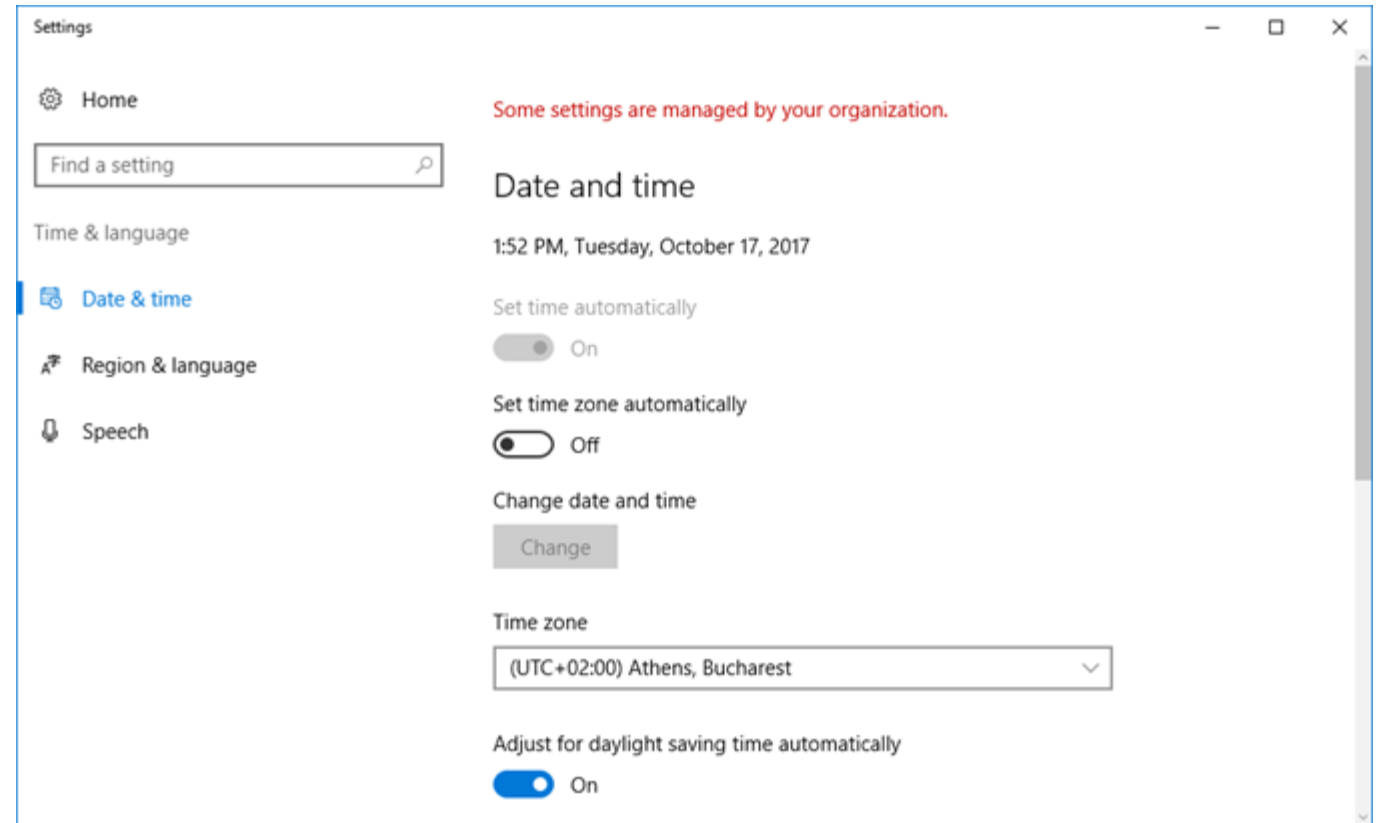 Settings
Home
Find a setting
Time & language
Date & time
Region & language
Speech
Some settings are managed by your organization.
Date and time
1:52 PM, Tuesday, October 17, 2017
Set time automatically
On
Set time zone automatically
Off
Change date and time
Change
Time zone
(UTC+02:00) Athens, Bucharest
Adjust for daylight saving time automatically
On